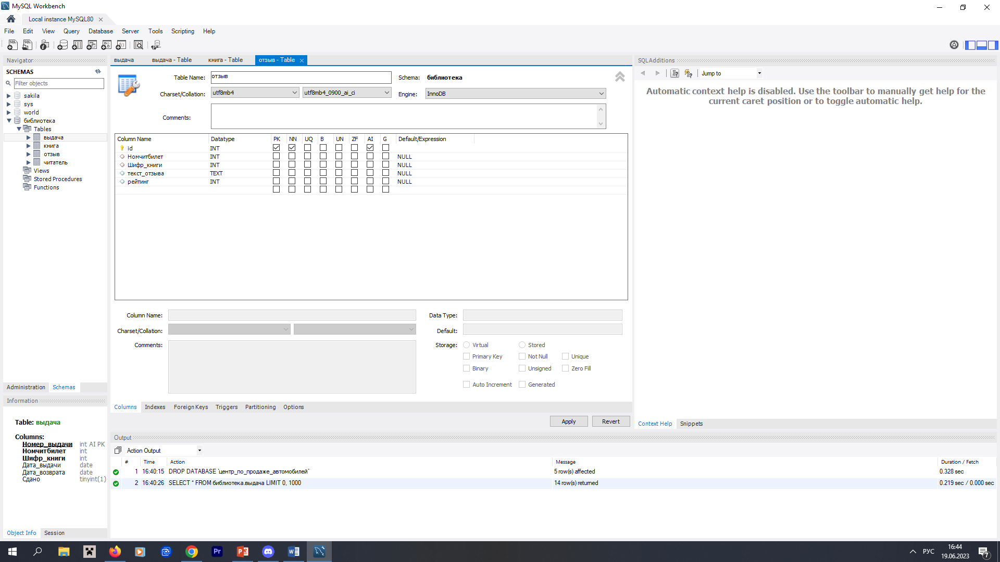 MySQL Workbench
Local instance MySQL80
File Edit View Query Database Server Tools Scripting Help
Navigator
SCHEMAS
Filter objects
sakila
sys
world
библиотека
Tables
выдача
книга
отзыв
читатель
Views
Stored Procedures
Functions
Administration Schemas
Information
Table: выдача
Columns:
Номер_выдачи int AI PK
Номчитбилет int
Шифр_книги int
Дата_выдачи date
Дата_возврата date
Сдано tinyint(1)
Object Info Session
выдача выдача - Table книга - Table отзыв - Table
Table Name: отзыв Schema: библиотека
Charset/Collation: utf8mb4 utf8mb4_0900_ai_ci Engine: InnoDB
Comments:
Column Name Datatype PK NN UQ B UN ZF AI G Default/Expression
id INT
Номчитбилет INT NULL
Шифр_книги INT NULL
текст_отзыва TEXT NULL
рейтинг INT NULL
Column Name: Data Type:
Charset/Collation: Default:
Comments: Storage: Virtual Stored
Primary Key Not Null Unique
Binary Unsigned Zero Fill
Auto Increment Generated
Columns Indexes Foreign Keys Triggers Partitioning Options
Apply Revert
SQLAdditions
Jump to
Automatic context help is disabled. Use the toolbar to manually get help for the
current caret position or to toggle automatic help.
Context Help Snippets
Output
Action Output
# Time Action Message Duration / Fetch
1 16:40:15 DROP DATABASE `центр_по_продаже_автомобилей` 5 row(s) affected 0.328 sec
2 16:40:26 SELECT * FROM библиотека.выдача LIMIT 0, 1000 14 row(s) returned 0.219 sec / 0.000 sec
РУС
16:44
19.06.2023
7